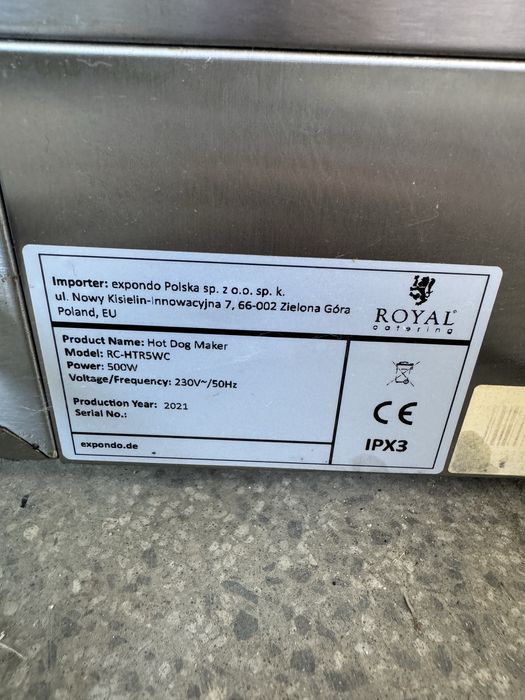 Importer: expondo Polska sp. z o.o. sp. k.
ul. Nowy Kisielin-Innowacyjna 7, 66-002 Zielona Góra
Poland, EU
ROYAL
catering
Product Name: Hot Dog Maker
Model: RC-HTR5WC
Power: 500W
Voltage/Frequency: 230V~/50Hz
Production Year: 2021
Serial No.:
expondo.de
CE
IPX3